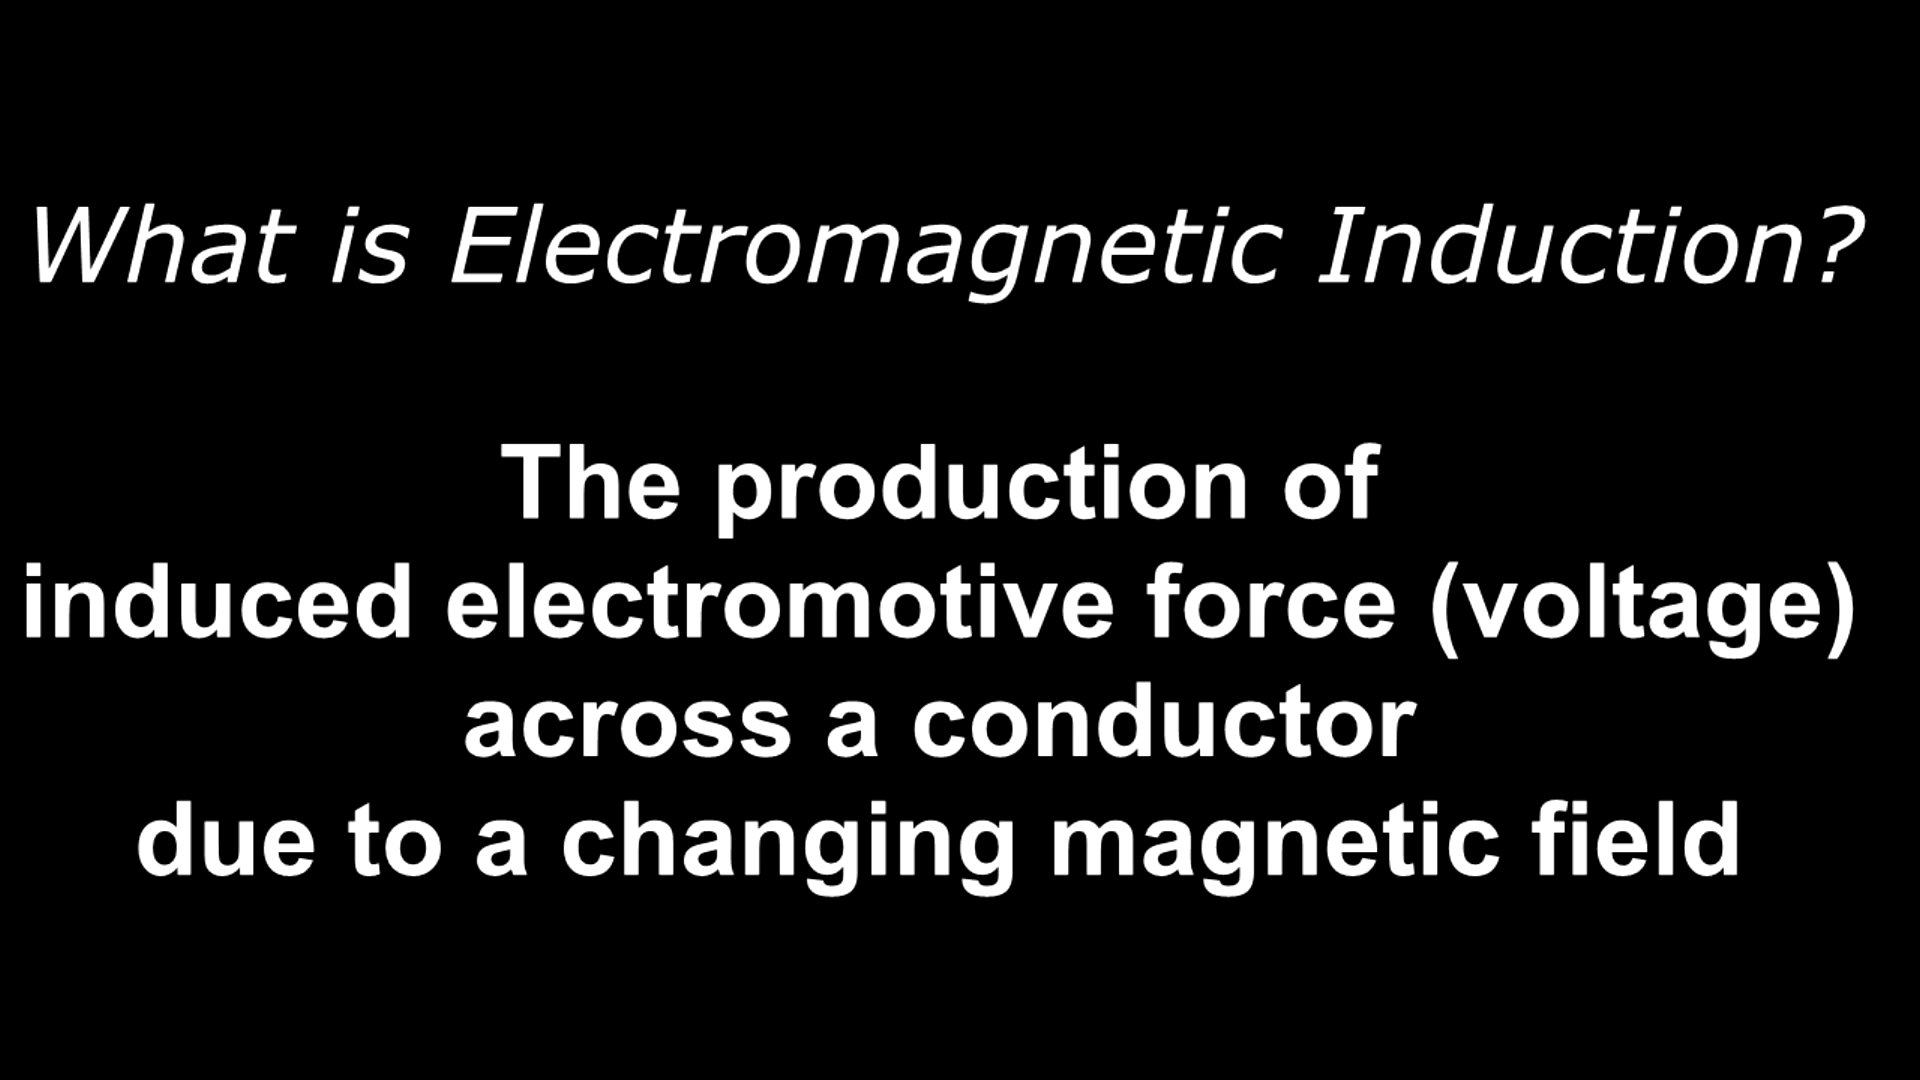 What is Electromagnetic Induction?
The production of
induced electromotive force (voltage)
across a conductor
due to a changing magnetic field